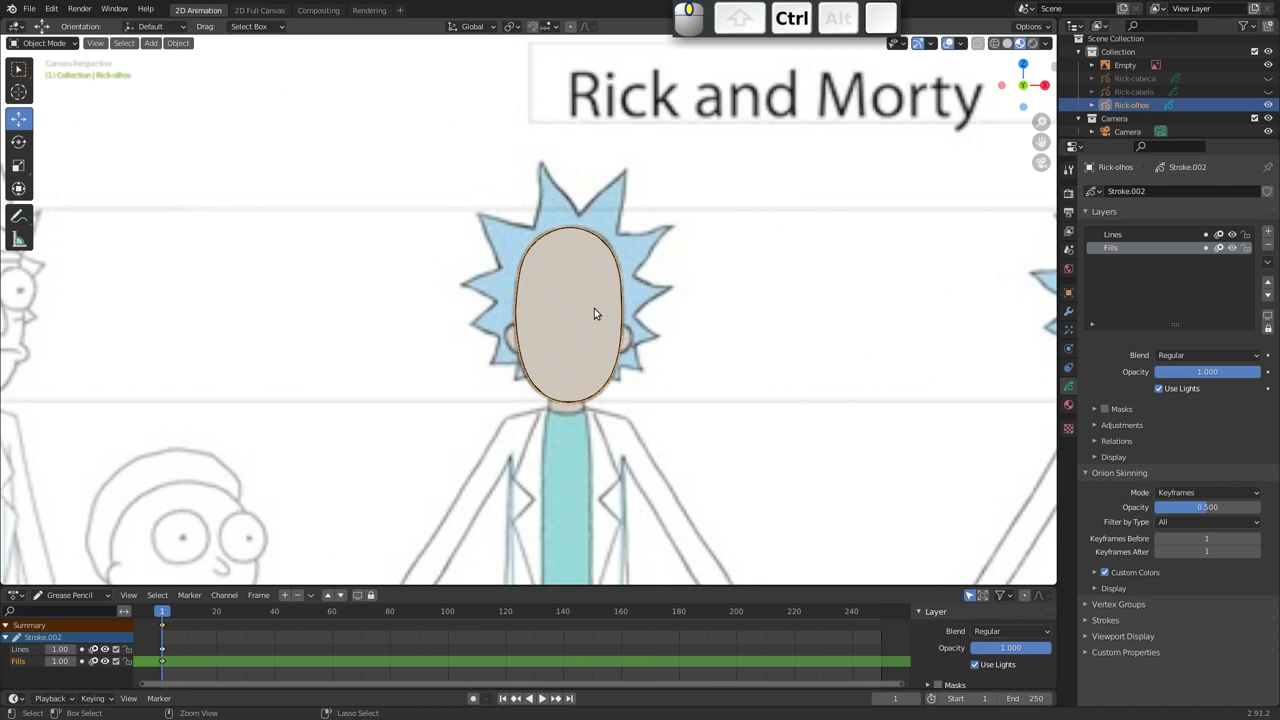 File Edit Render Window Help 2D Animation 2D Full Canvas Compositing Rendering + Ctrl Alt Scene View Layer
Orientation: Default Drag: Select Box Global Options
Object Mode View Select Add Object
Camera Perspective
(1) Collection | Rick-olhos
Rick and Morty
Scene Collection
Collection
Empty
Rick-cabeca
Rick-cabelo
Rick-olhos
Camera
Camera
Rick-olhos Stroke.002
Stroke.002
Layers
Lines
Fills
Blend Regular
Opacity 1.000
Use Lights
Masks
Adjustments
Relations
Display
Onion Skinning
Mode Keyframes
Opacity 0.500
Filter by Type All
Keyframes Before 1
Keyframes After 1
Custom Colors
Display
Vertex Groups
Strokes
Viewport Display
Custom Properties
Grease Pencil View Select Marker Channel Frame
1 20 40 60 80 100 120 140 160 180 200 220 240
Summary
Stroke.002
Lines 1.00
Fills 1.00
Layer
Blend Regular
Opacity 1.000
Use Lights
Masks
Playback Keying View Marker 1 Start 1 End 250
Select Box Select Zoom View Lasso Select 2.91.2
X Y Z